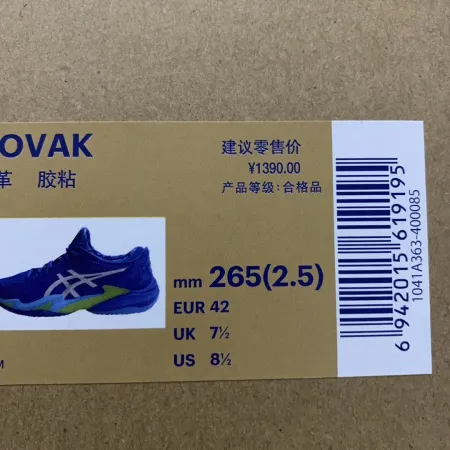 OVAK
革 胶粘
建议零售价
¥1390.00
产品等级:合格品
mm 265(2.5)
EUR 42
UK 7½
US 8½
M
6 942015 619195
1041A363-400085